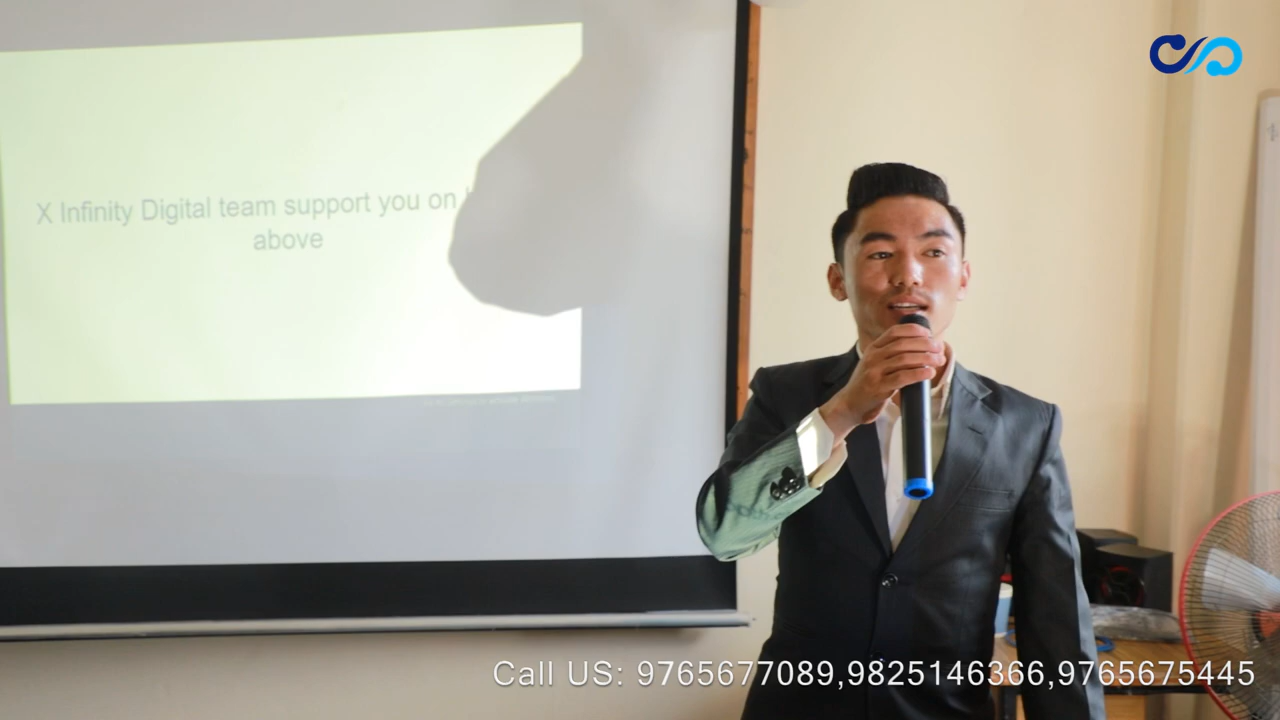 X Infinity Digital team support you on
above
Call US: 9765677089,9825146366,9765675445